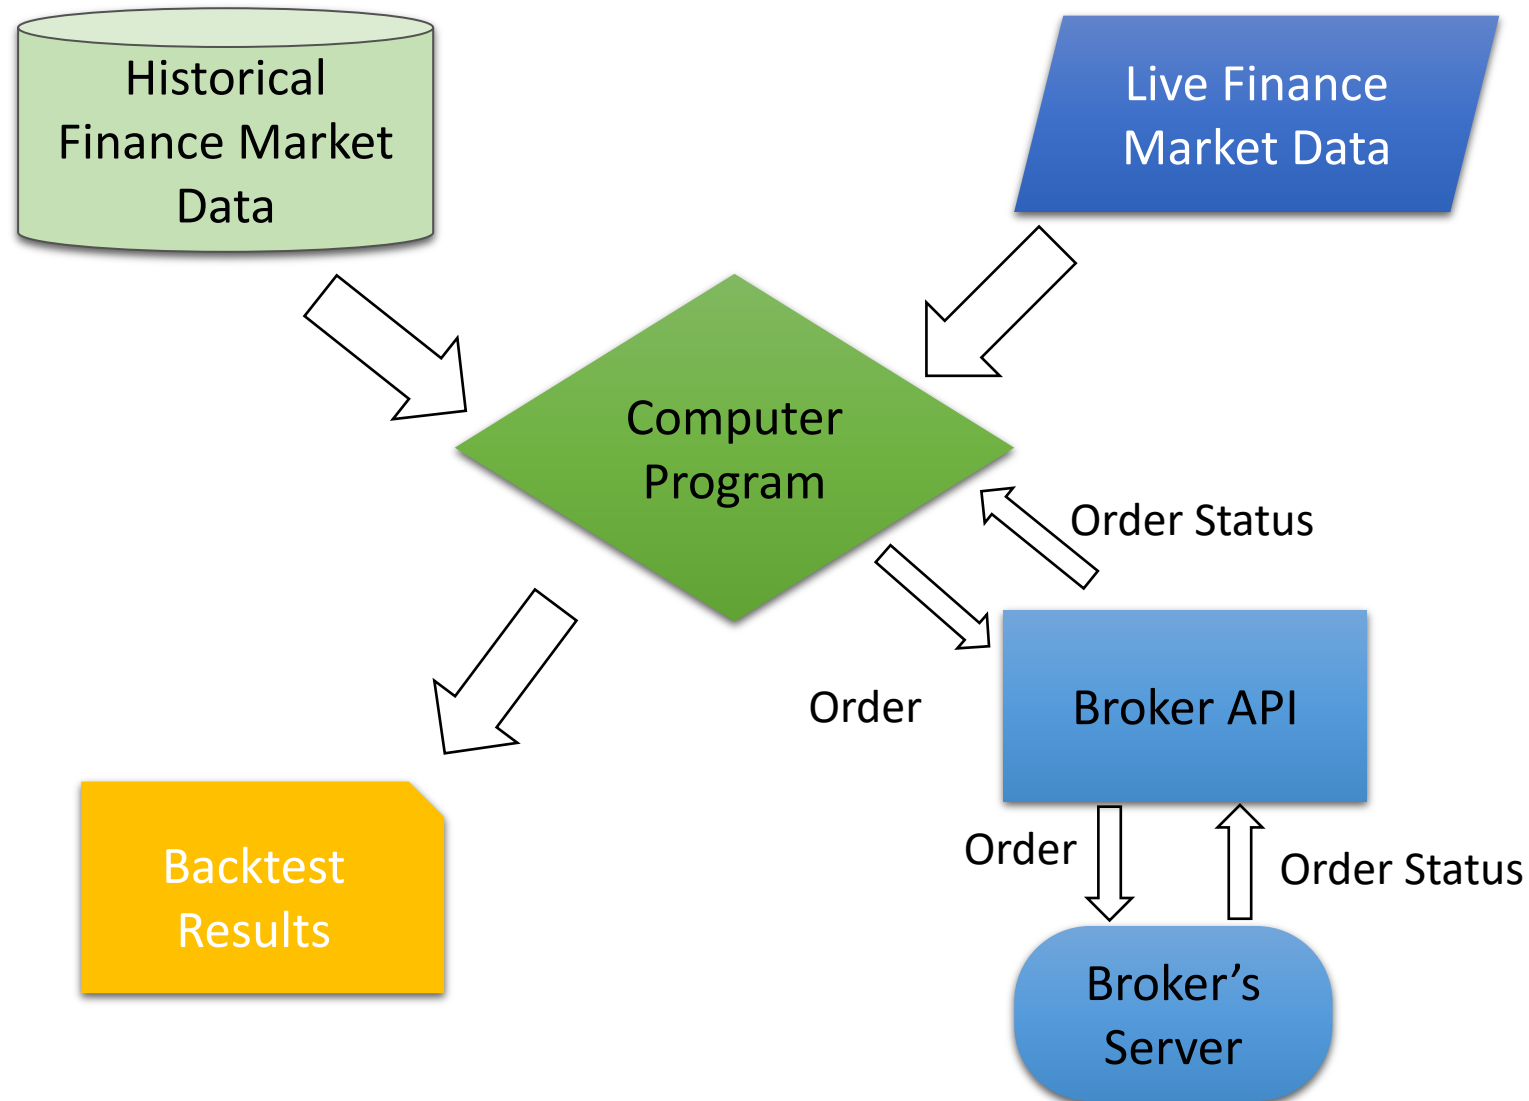 Historical
Finance Market
Data
Live Finance
Market Data
Computer
Program
Order Status
Order
Broker API
Order
Order Status
Backtest
Results
Broker’s
Server